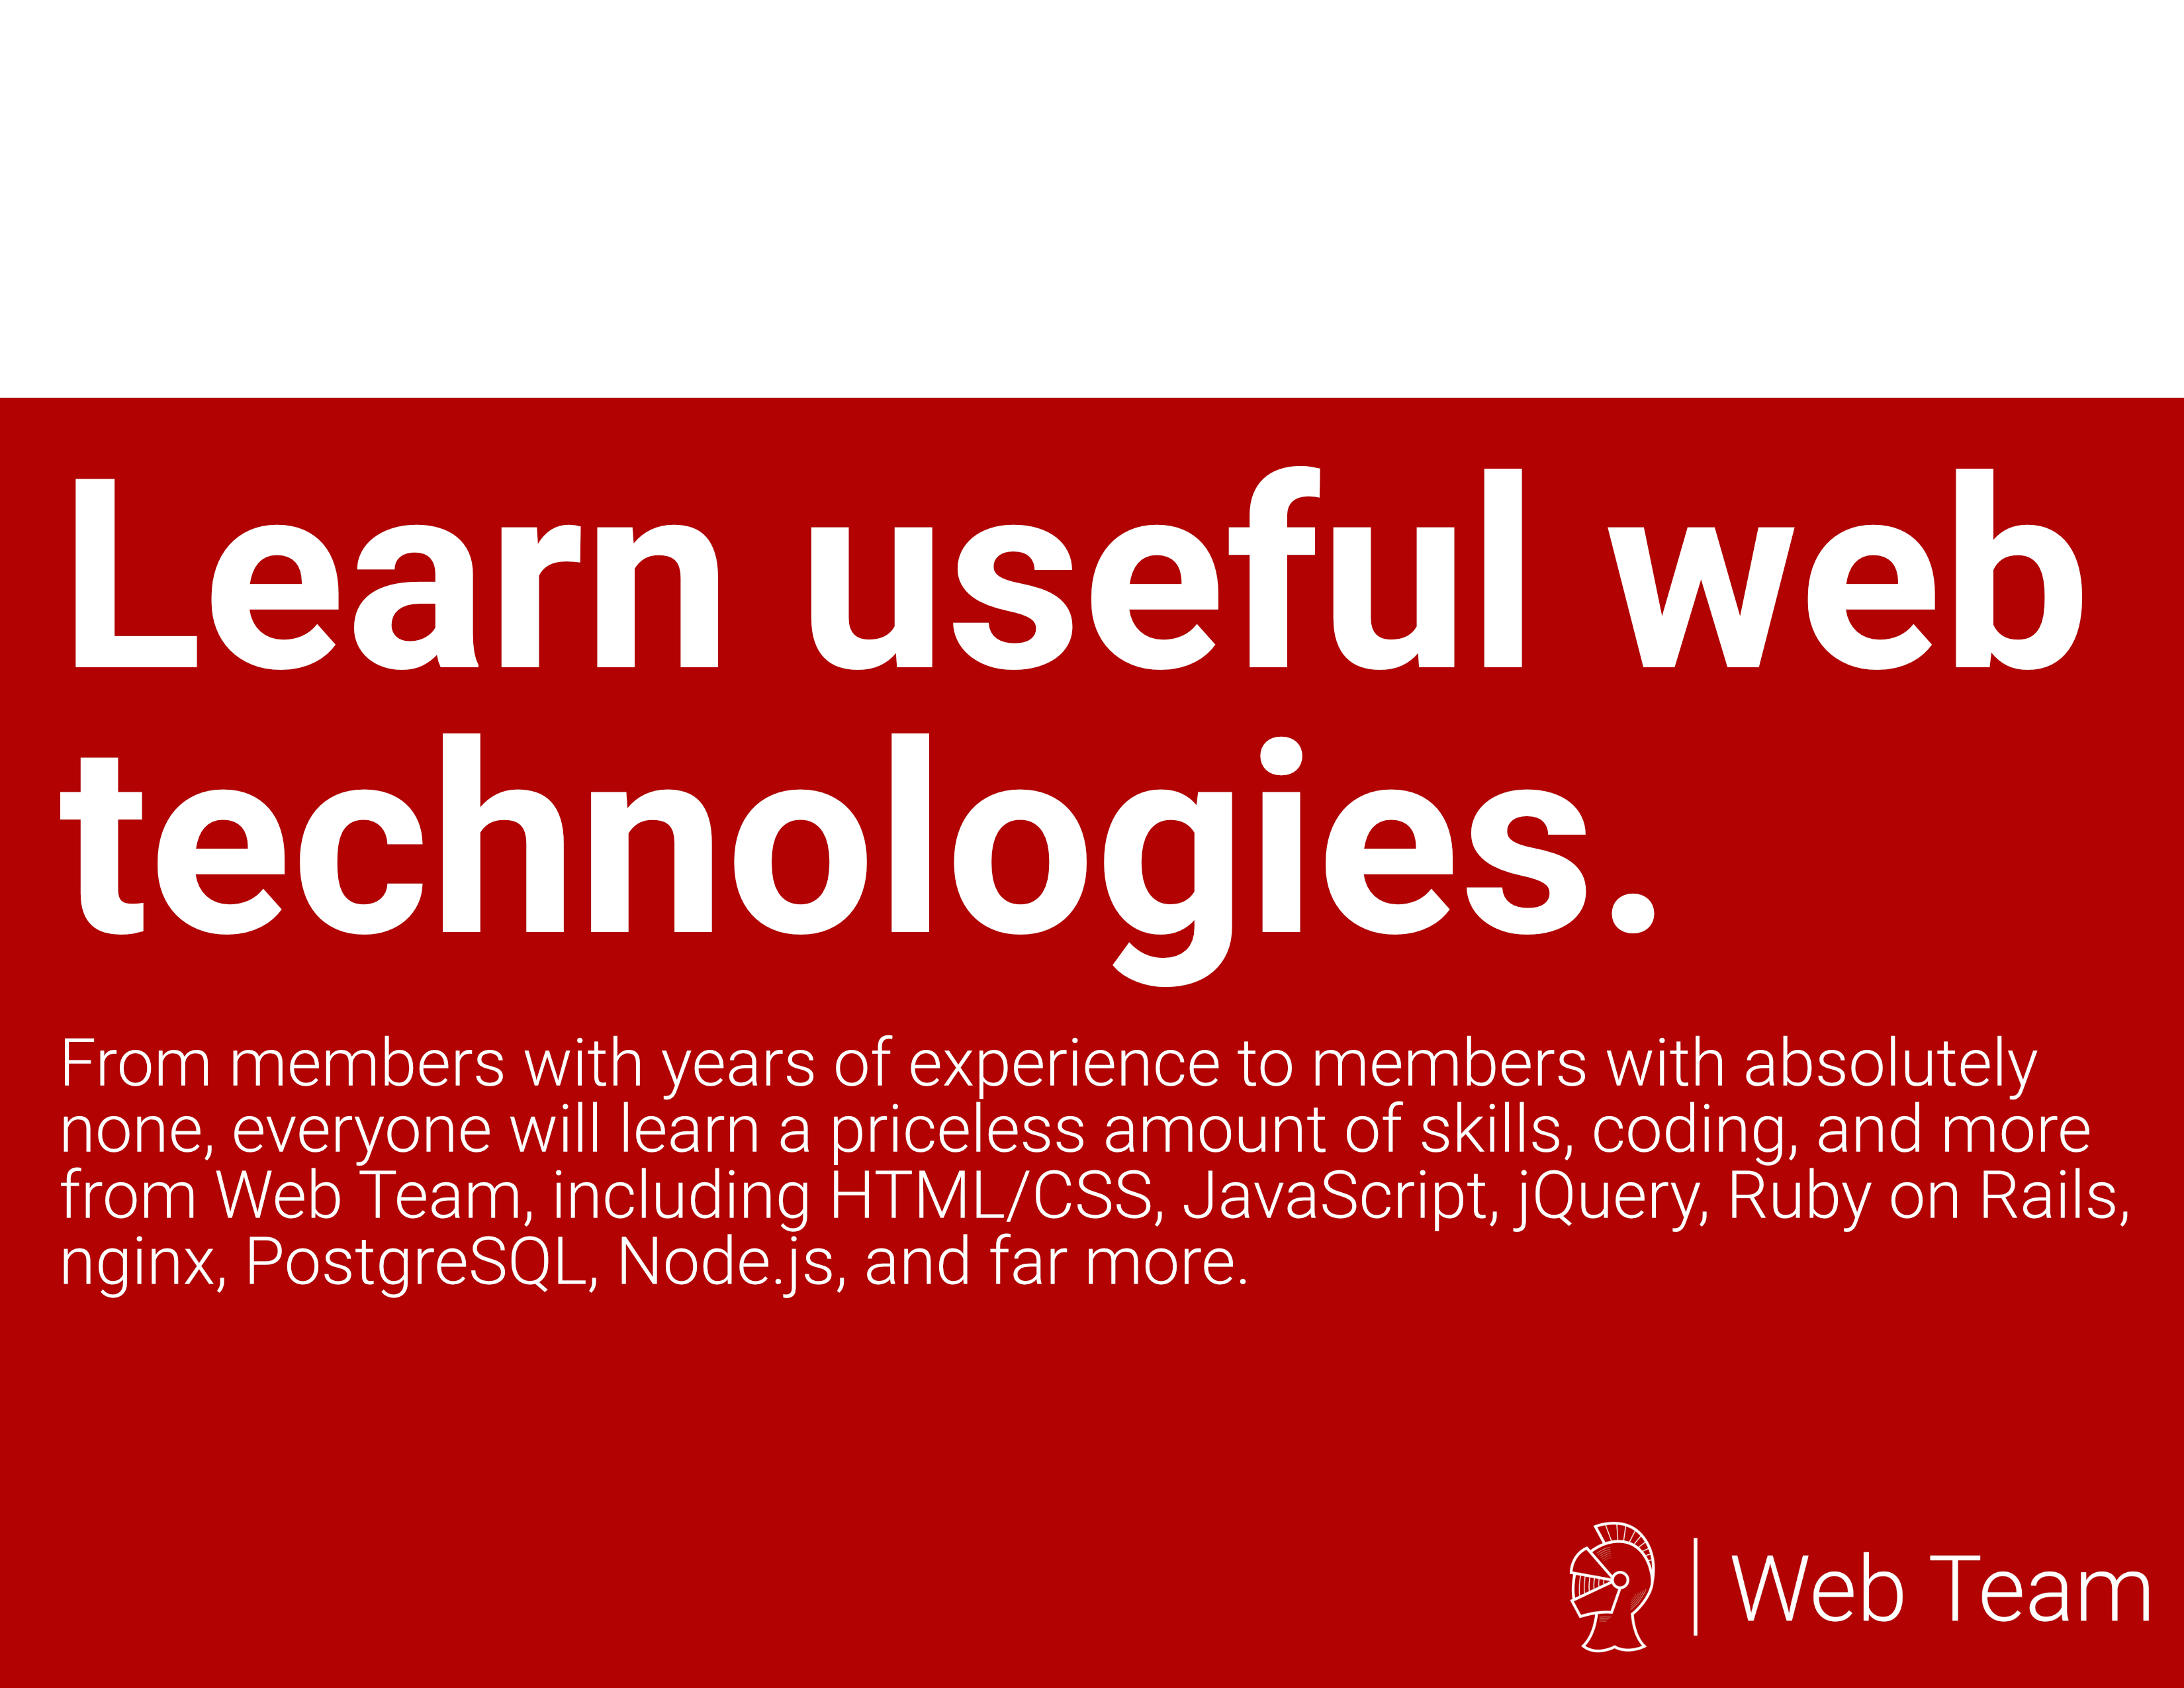 Learn useful web
technologies.
From members with years of experience to members with absolutely
none, everyone will learn a priceless amount of skills, coding, and more
from Web Team, including HTML/CSS, JavaScript, jQuery, Ruby on Rails,
nginx, PostgreSQL, Node.js, and far more.
Web Team